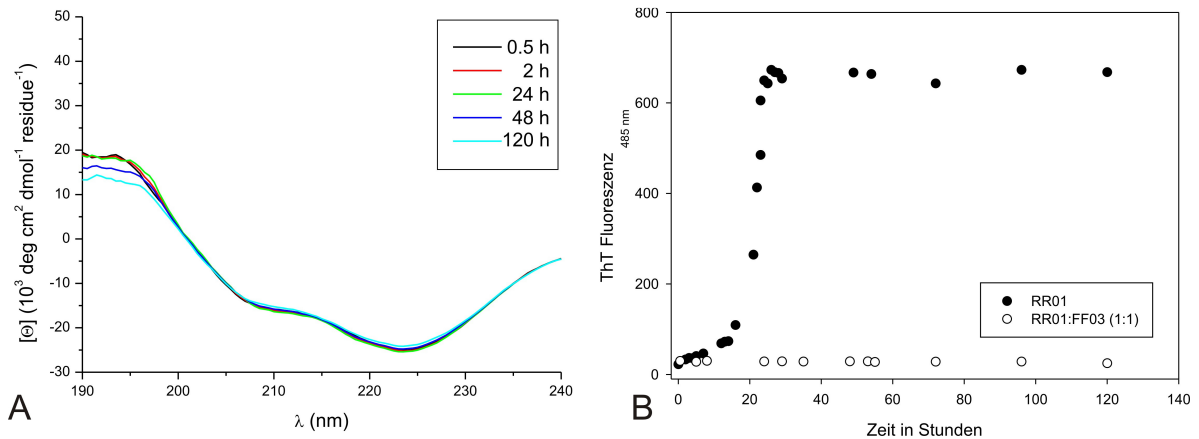 50
40
30
20
10
0
-10
-20
-30
190 200 210 220 230 240
[Θ] (10³ deg cm² dmol⁻¹ residue⁻¹)
λ (nm)
0.5 h
2 h
24 h
48 h
120 h
A
800
600
400
200
0
0 20 40 60 80 100 120 140
ThT Fluoreszenz 485 nm
Zeit in Stunden
RR01
RR01:FF03 (1:1)
B